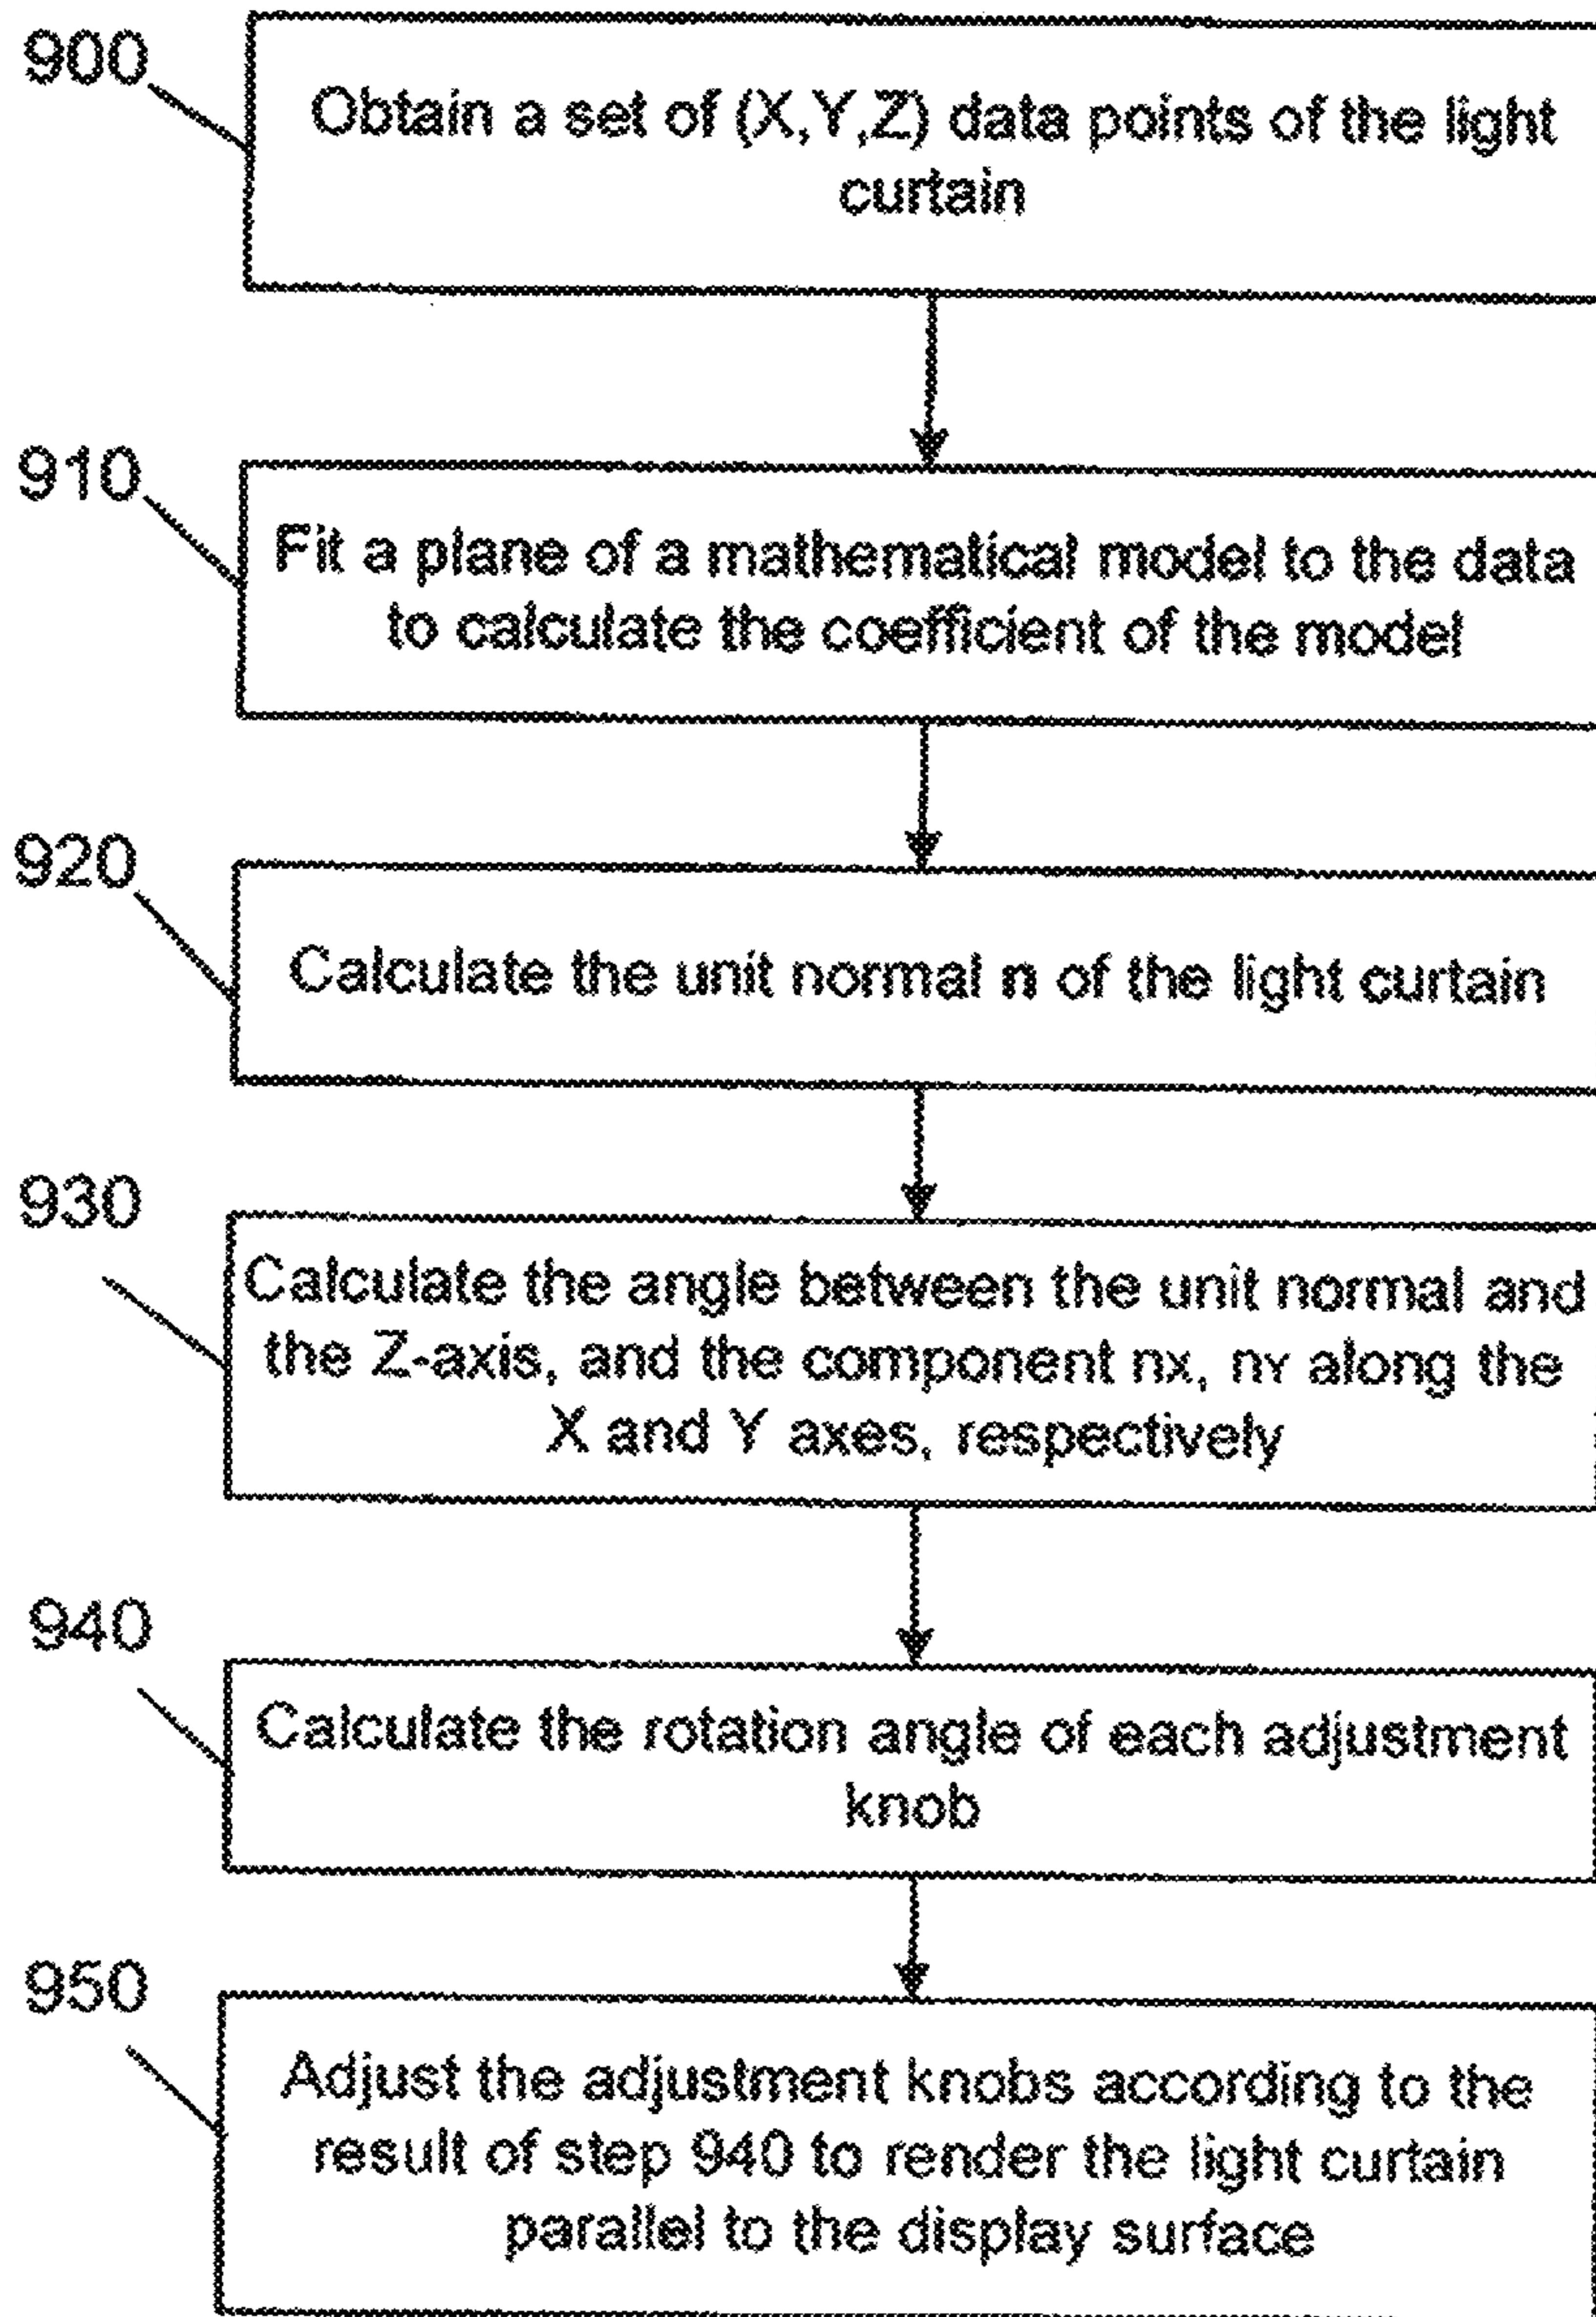 900
Obtain a set of (X,Y,Z) data points of the light
curtain
910
Fit a plane of a mathematical model to the data
to calculate the coefficient of the model
920
Calculate the unit normal n of the light curtain
930
Calculate the angle between the unit normal and
the Z-axis, and the component nX, nY along the
X and Y axes, respectively
940
Calculate the rotation angle of each adjustment
knob
950
Adjust the adjustment knobs according to the
result of step 940 to render the light curtain
parallel to the display surface